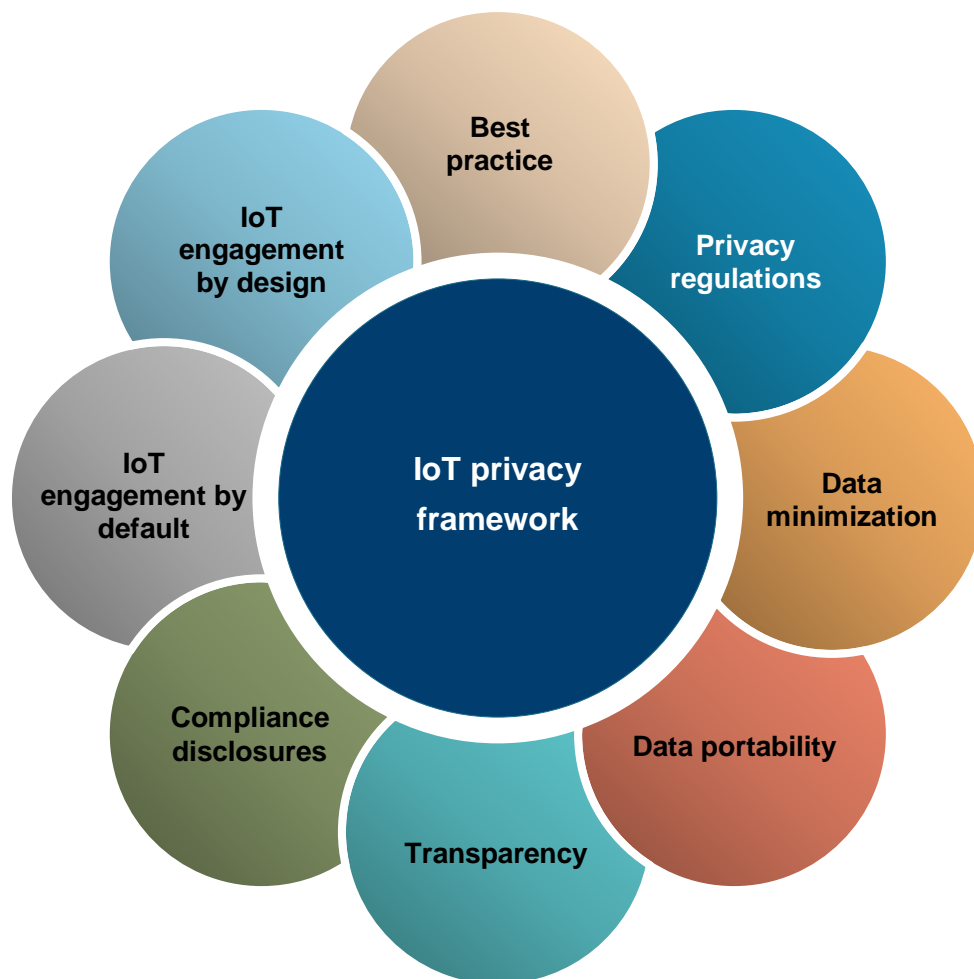 Best
practice
Privacy
regulations
Data
minimization
Data portability
Transparency
Compliance
disclosures
IoT
engagement by
default
IoT
engagement
by design
IoT privacy
framework